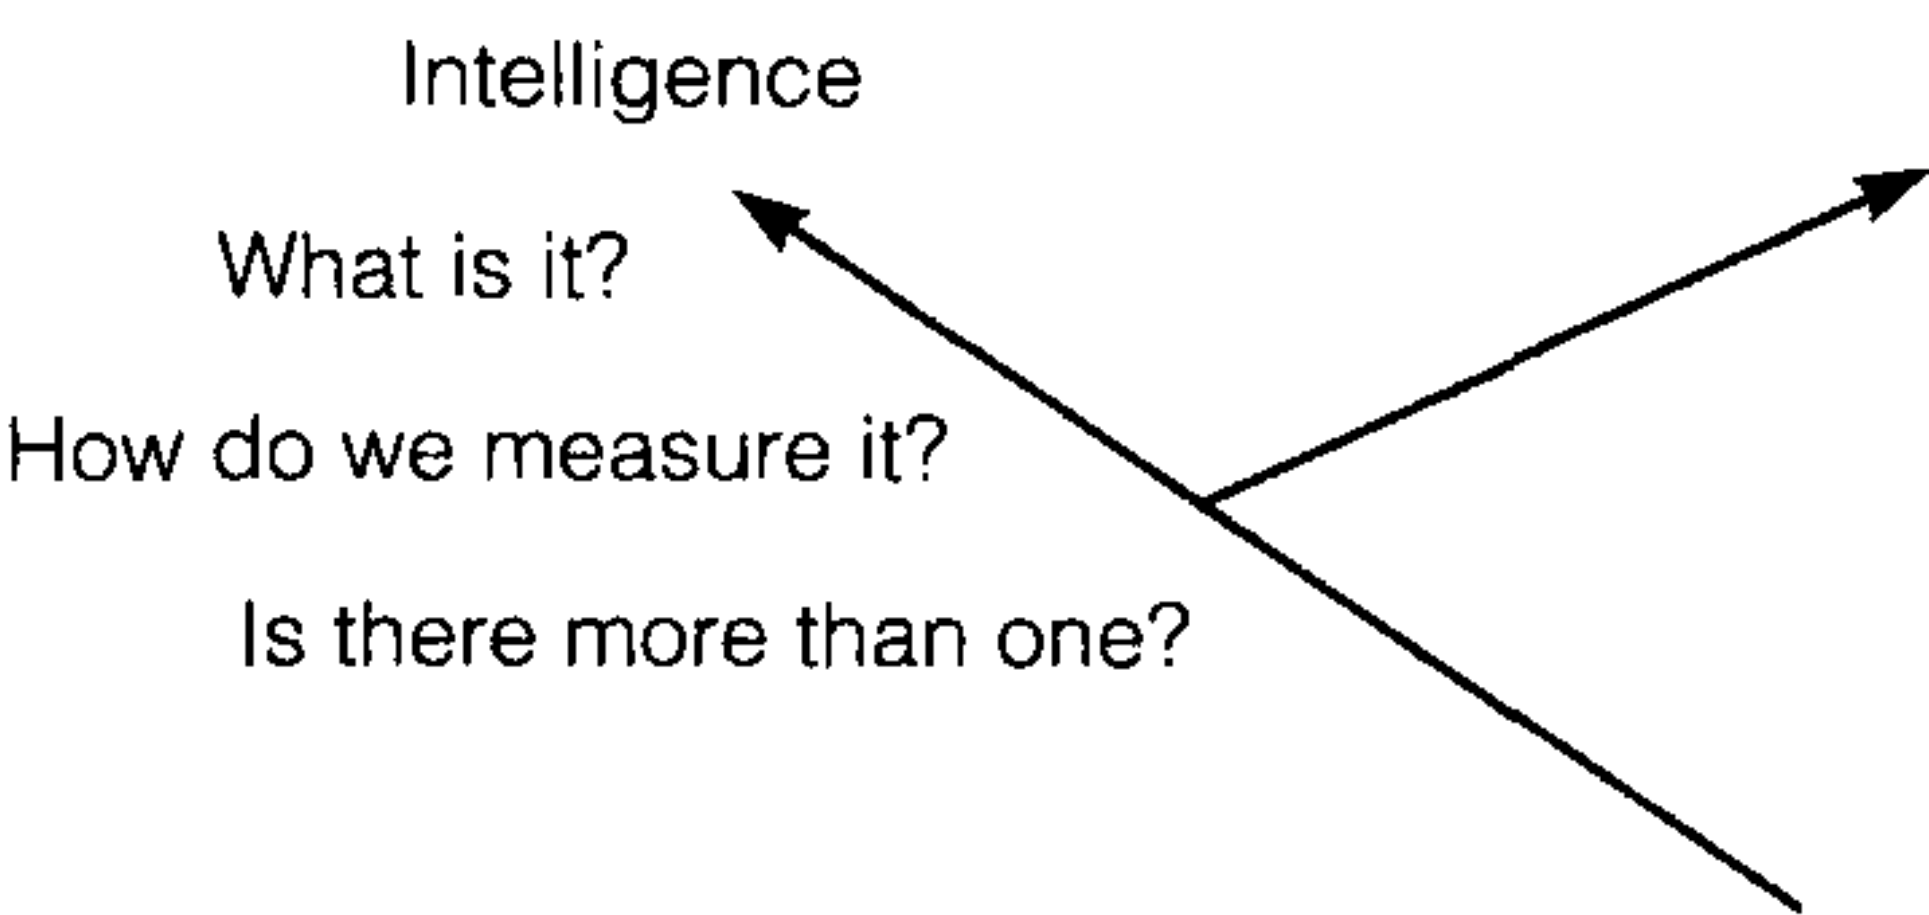 Intelligence
What is it?
How do we measure it?
Is there more than one?